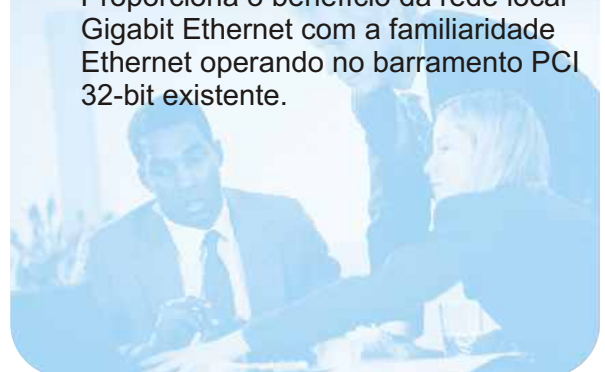 Proporciona o benefício da rede local
Gigabit Ethernet com a familiaridade
Ethernet operando no barramento PCI
32-bit existente.